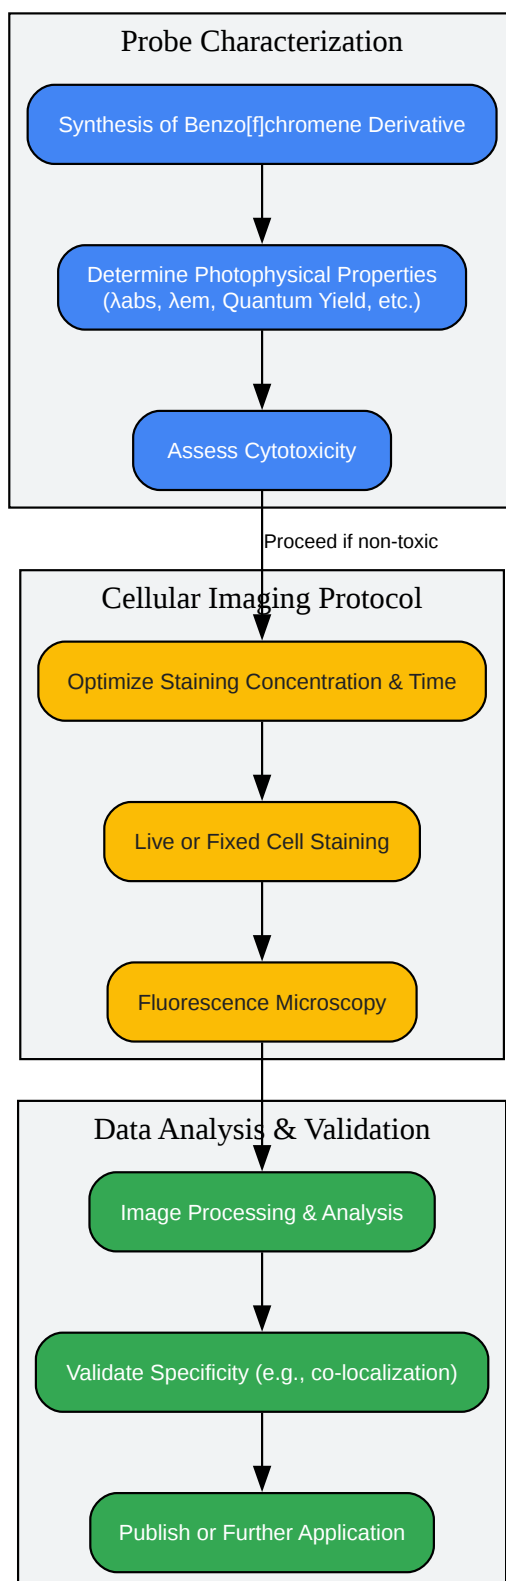 Probe Characterization
Synthesis of Benzo[f]chromene Derivative
Determine Photophysical Properties
(λabs, λem, Quantum Yield, etc.)
Assess Cytotoxicity
Proceed if non-toxic
Cellular Imaging Protocol
Optimize Staining Concentration & Time
Live or Fixed Cell Staining
Fluorescence Microscopy
Data Analysis & Validation
Image Processing & Analysis
Validate Specificity (e.g., co-localization)
Publish or Further Application